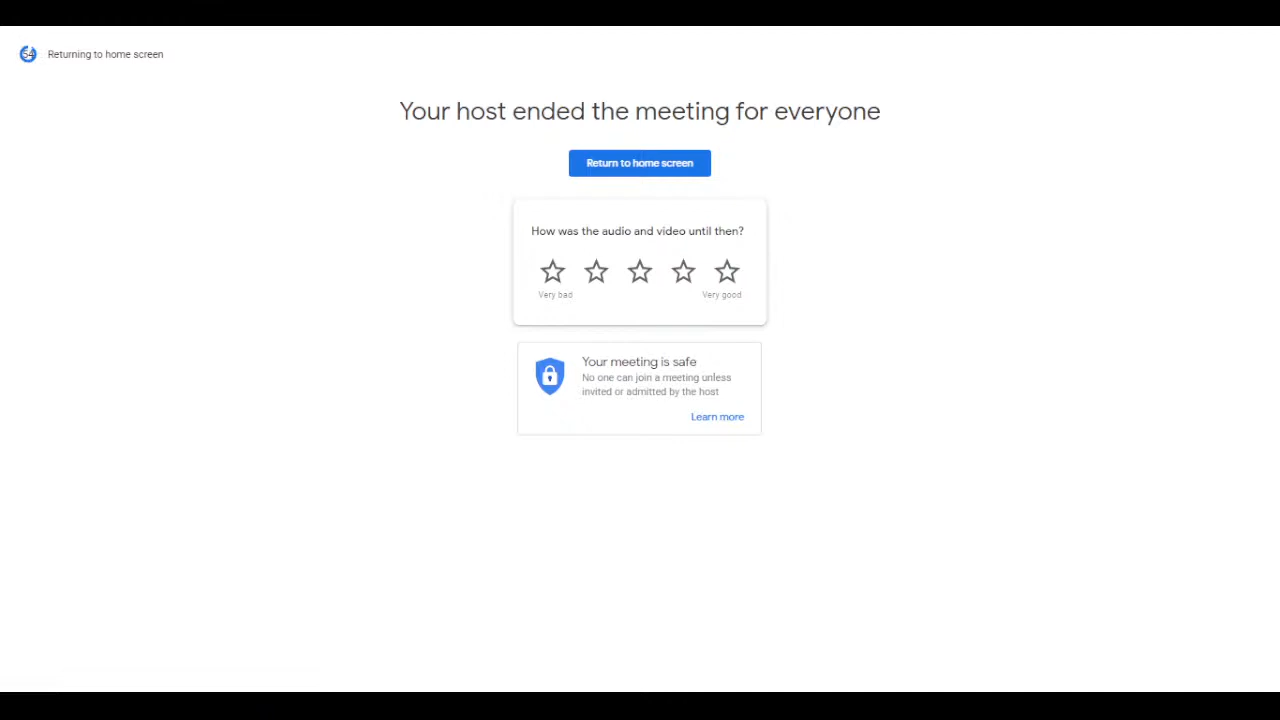 54 Returning to home screen
Your host ended the meeting for everyone
Return to home screen
How was the audio and video until then?
Very bad Very good
Your meeting is safe
No one can join a meeting unless
invited or admitted by the host
Learn more